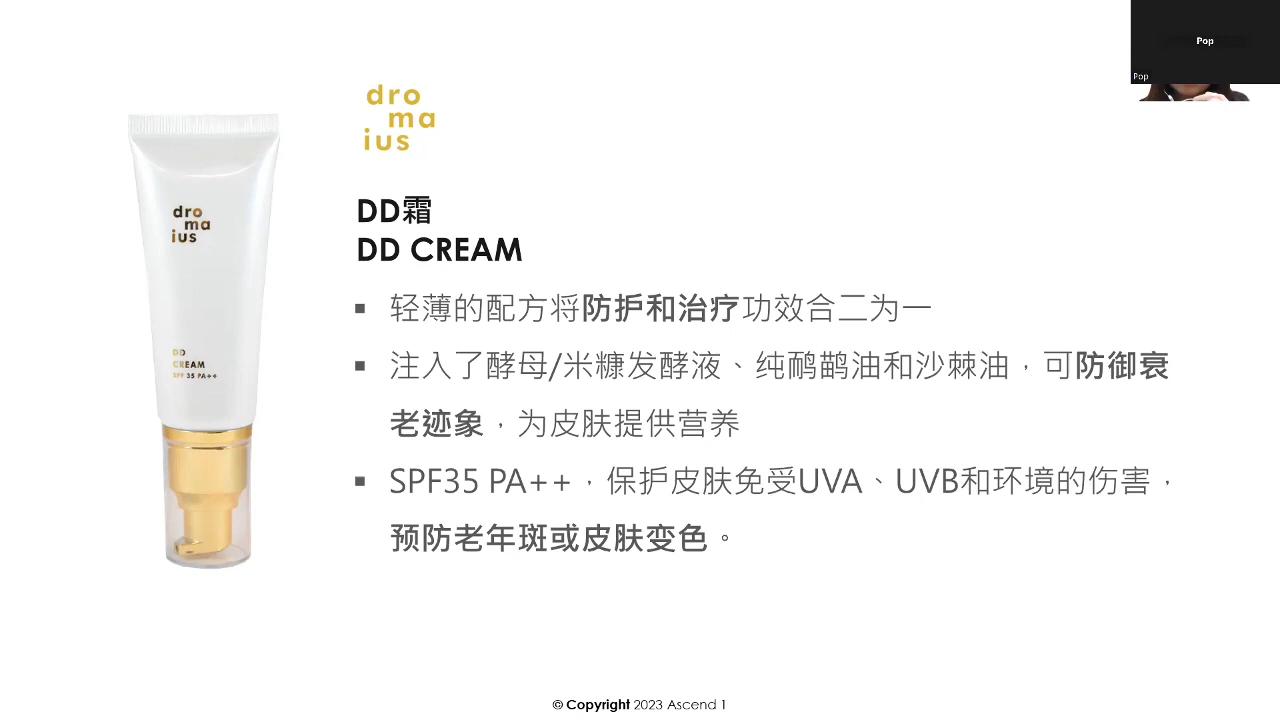 Pop
Pop
dro
ma
ius
dro
ma
ius
DD
CREAM
SPF 35 PA++
DD霜
DD CREAM
▪ 轻薄的配方将防护和治疗功效合二为一
▪ 注入了酵母/米糠发酵液、纯鸸鹋油和沙棘油，可防御衰
老迹象，为皮肤提供营养
▪ SPF35 PA++，保护皮肤免受UVA、UVB和环境的伤害，
预防老年斑或皮肤变色。
© Copyright 2023 Ascend 1